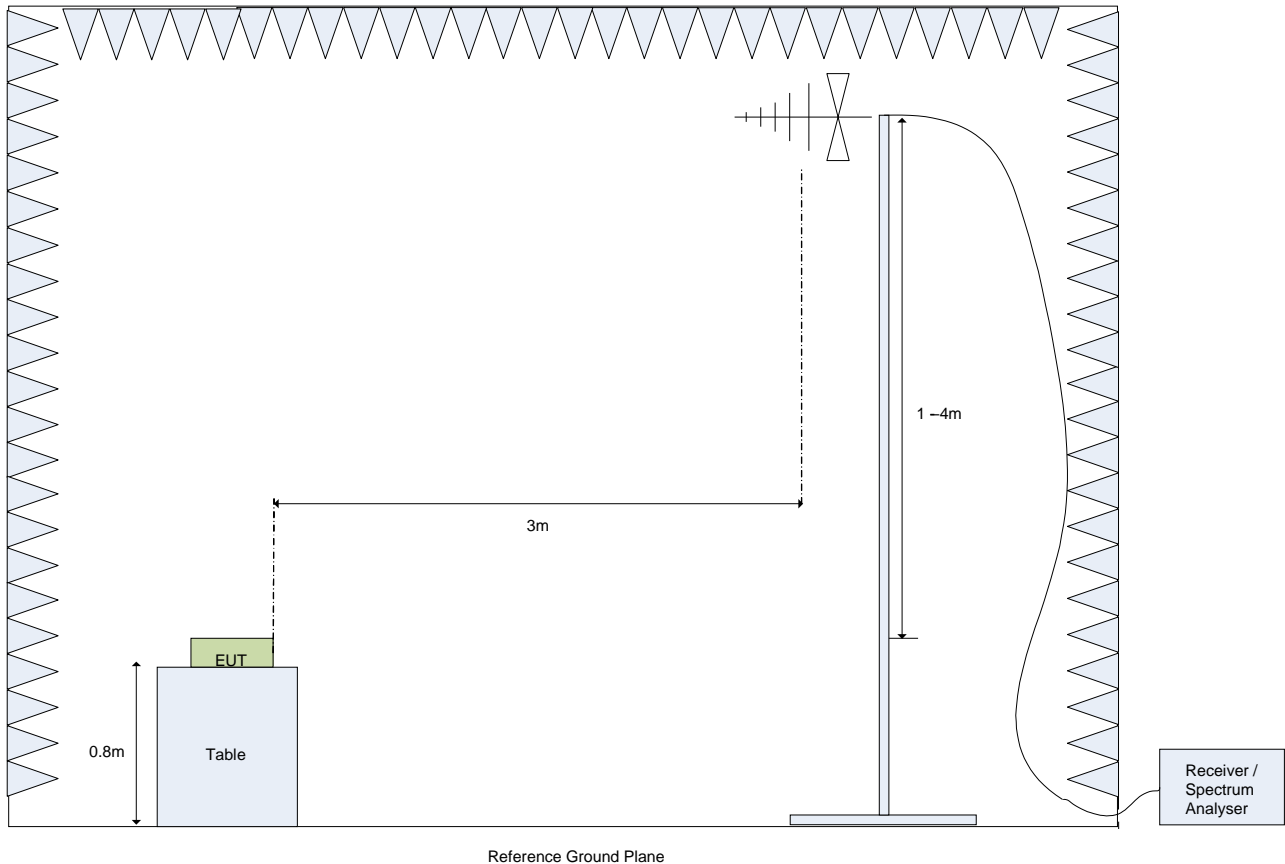 1 –4m
3m
EUT
0.8m
Table
Receiver /
Spectrum
Analyser
Reference Ground Plane